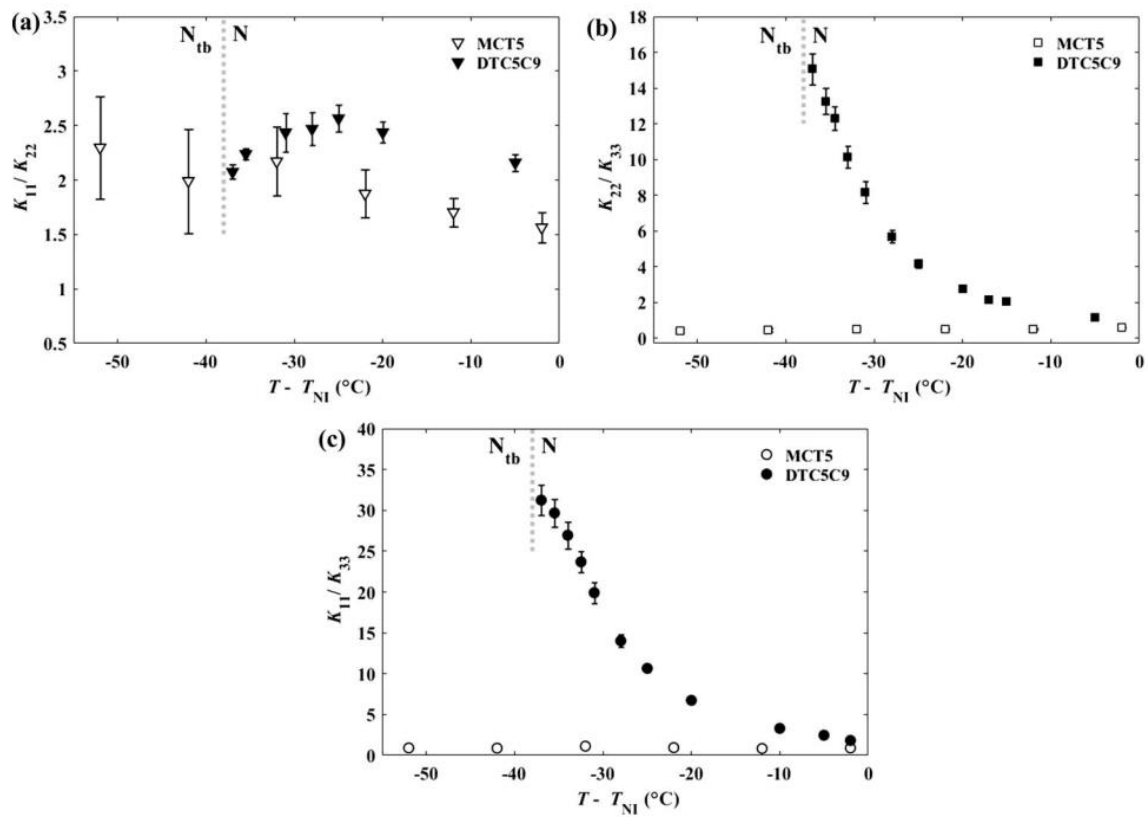 (a)
N_tb N
MCT5
DTC5C9
3.5
3
2.5
2
1.5
1
0.5
K_11/ K_22
-50 -40 -30 -20 -10 0
T - T_NI (°C)
(b)
N_tb N
MCT5
DTC5C9
18
16
14
12
10
8
6
4
2
0
K_22/ K_33
-50 -40 -30 -20 -10 0
T - T_NI (°C)
(c)
N_tb N
MCT5
DTC5C9
40
35
30
25
20
15
10
5
0
K_11/ K_33
-50 -40 -30 -20 -10 0
T - T_NI (°C)